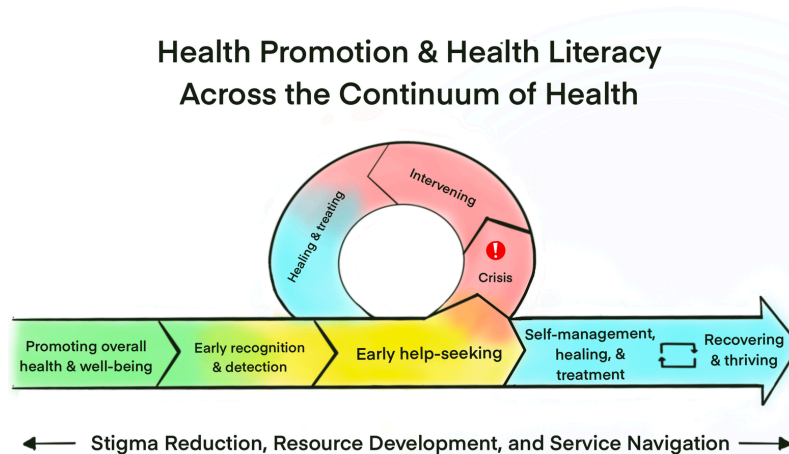 Health Promotion & Health Literacy
Across the Continuum of Health
Intervening
Healing & treating
!
Crisis
Promoting overall
health & well-being
Early recognition
& detection
Early help-seeking
Self-management,
healing, &
treatment
Recovering
& thriving
Stigma Reduction, Resource Development, and Service Navigation